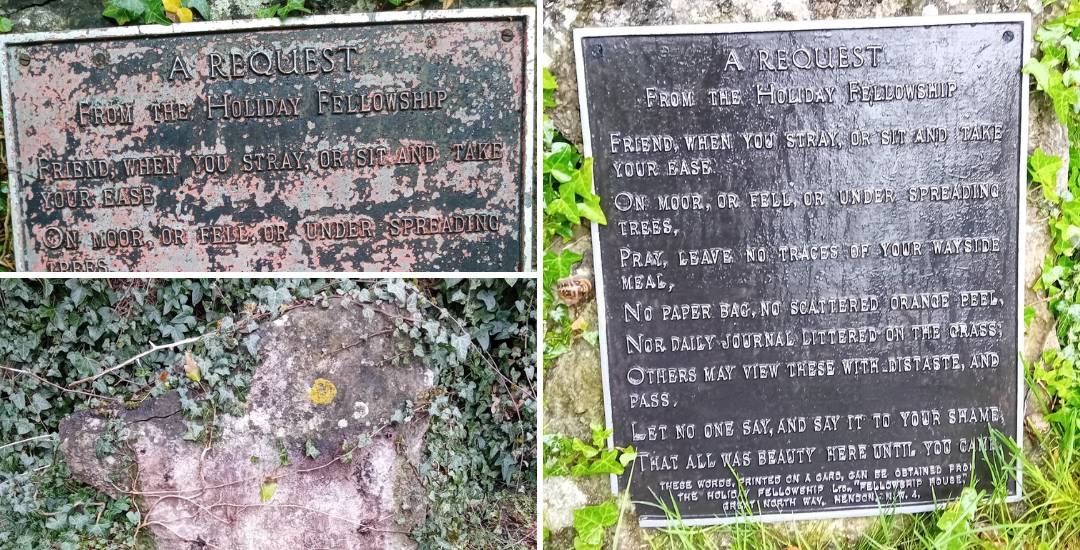 A REQUEST
FROM THE HOLIDAY FELLOWSHIP
FRIEND, WHEN YOU STRAY, OR SIT AND TAKE
YOUR EASE
ON MOOR, OR FELL, OR UNDER SPREADING
TREES
A REQUEST
FROM THE HOLIDAY FELLOWSHIP
FRIEND, WHEN YOU STRAY, OR SIT AND TAKE
YOUR EASE
ON MOOR, OR FELL, OR UNDER SPREADING
TREES,
PRAY, LEAVE NO TRACES OF YOUR WAYSIDE
MEAL,
NO PAPER BAG, NO SCATTERED ORANGE PEEL,
NOR DAILY JOURNAL LITTERED ON THE GRASS;
OTHERS MAY VIEW THESE WITH DISTASTE, AND
PASS,
LET NO ONE SAY, AND SAY IT TO YOUR SHAME,
THAT ALL WAS BEAUTY HERE UNTIL YOU CAME
THESE WORDS, PRINTED ON A CARD, CAN BE OBTAINED FROM
THE HOLIDAY FELLOWSHIP LTD, "FELLOWSHIP HOUSE,"
GREAT NORTH WAY, HENDON, N.W. 4.